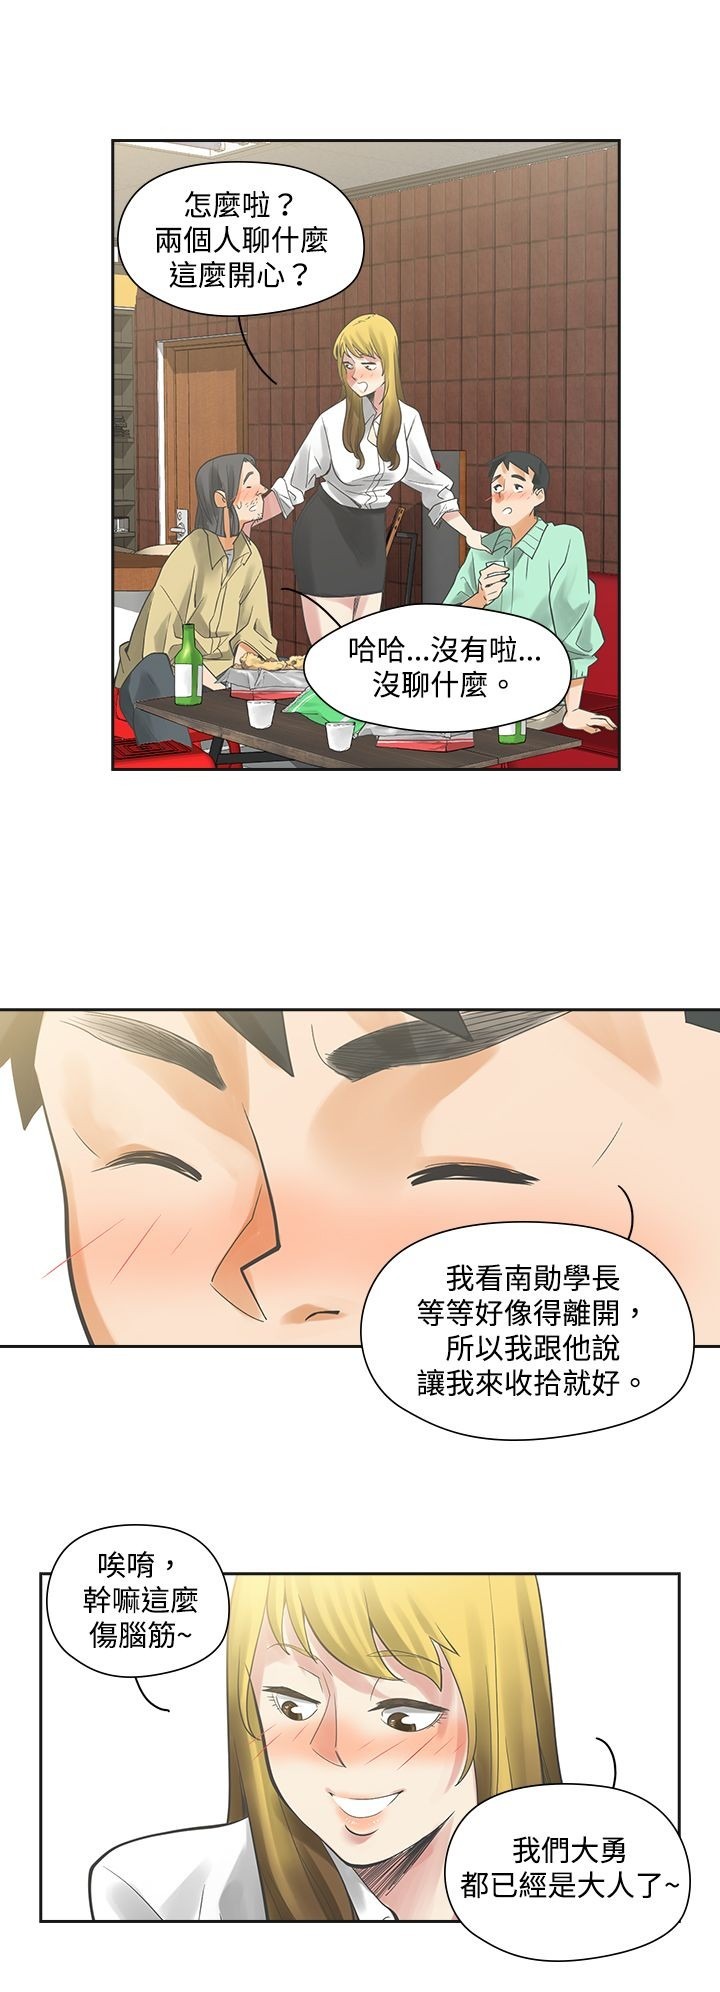 怎麼啦？
兩個人聊什麼
這麼開心？
哈哈...沒有啦...
沒聊什麼。
我看南勛學長
等等好像得離開，
所以我跟他說
讓我來收拾就好。
唉唷，
幹嘛這麼
傷腦筋~
我們大勇
都已經是大人了~